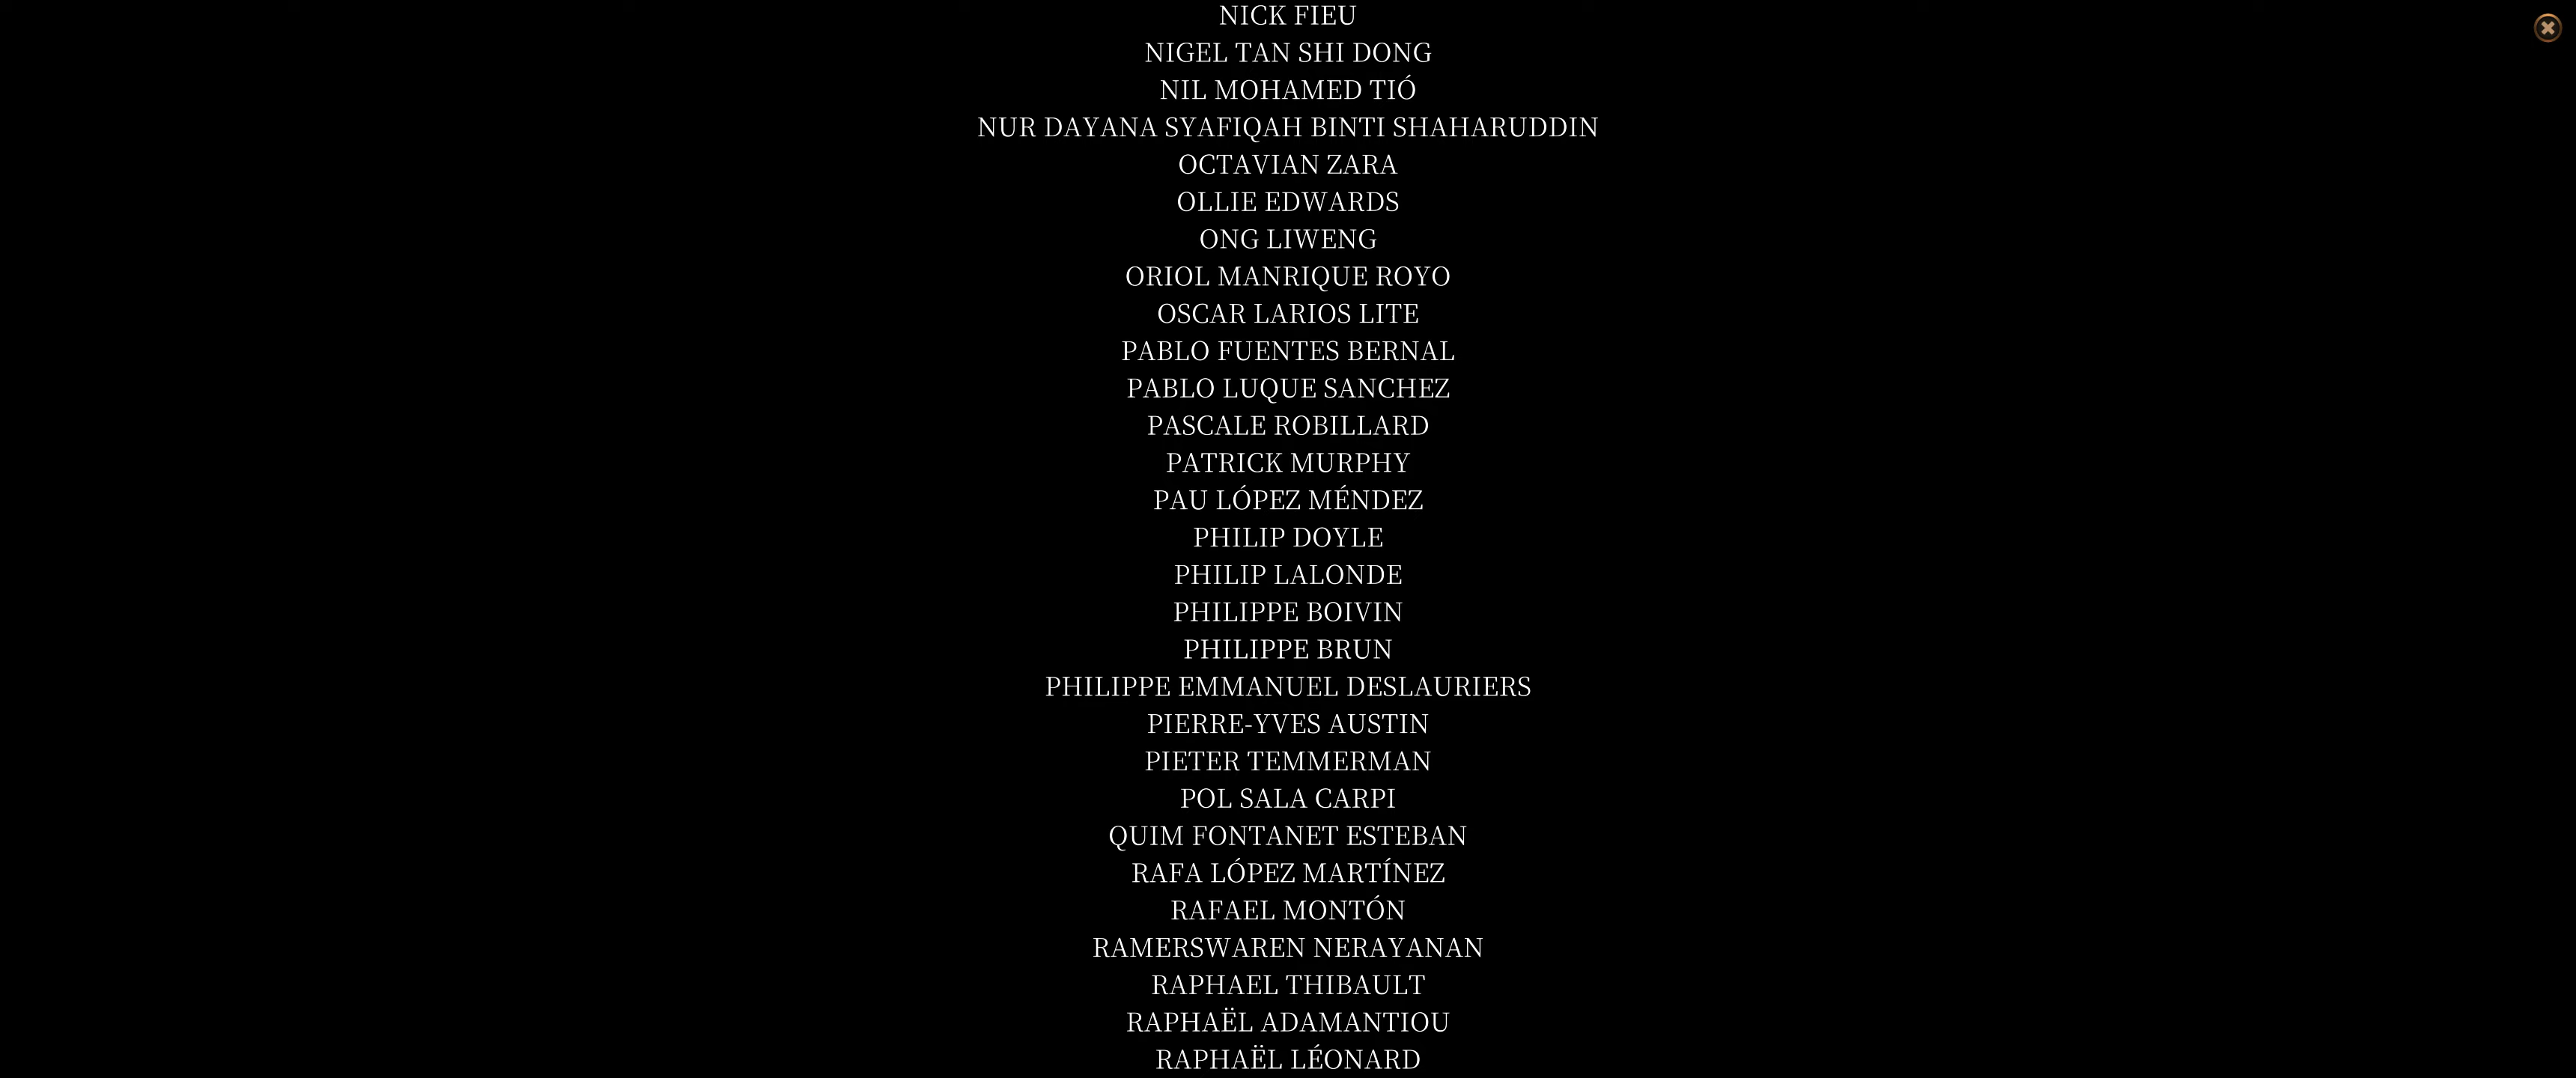 NICK FIEU
NIGEL TAN SHI DONG
NIL MOHAMED TIÓ
NUR DAYANA SYAFIQAH BINTI SHAHARUDDIN
OCTAVIAN ZARA
OLLIE EDWARDS
ONG LIWENG
ORIOL MANRIQUE ROYO
OSCAR LARIOS LITE
PABLO FUENTES BERNAL
PABLO LUQUE SANCHEZ
PASCALE ROBILLARD
PATRICK MURPHY
PAU LÓPEZ MÉNDEZ
PHILIP DOYLE
PHILIP LALONDE
PHILIPPE BOIVIN
PHILIPPE BRUN
PHILIPPE EMMANUEL DESLAURIERS
PIERRE-YVES AUSTIN
PIETER TEMMERMAN
POL SALA CARPI
QUIM FONTANET ESTEBAN
RAFA LÓPEZ MARTÍNEZ
RAFAEL MONTÓN
RAMERSWAREN NERAYANAN
RAPHAEL THIBAULT
RAPHAËL ADAMANTIOU
RAPHAËL LÉONARD